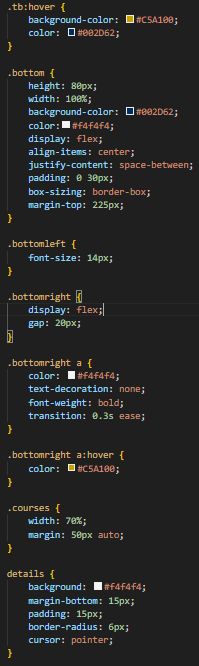 .tb:hover {
    background-color: #C5A100;
    color: #002D62;
}

.bottom {
    height: 80px;
    width: 100%;
    background-color: #002D62;
    color:#f4f4f4;
    display: flex;
    align-items: center;
    justify-content: space-between;
    padding: 0 30px;
    box-sizing: border-box;
    margin-top: 225px;
}

.bottomleft {
    font-size: 14px;
}

.bottomright {
    display: flex;
    gap: 20px;
}

.bottomright a {
    color: #f4f4f4;
    text-decoration: none;
    font-weight: bold;
    transition: 0.3s ease;
}

.bottomright a:hover {
    color: #C5A100;
}

.courses {
    width: 70%;
    margin: 50px auto;
}

details {
    background: #f4f4f4;
    margin-bottom: 15px;
    padding: 15px;
    border-radius: 6px;
    cursor: pointer;
}